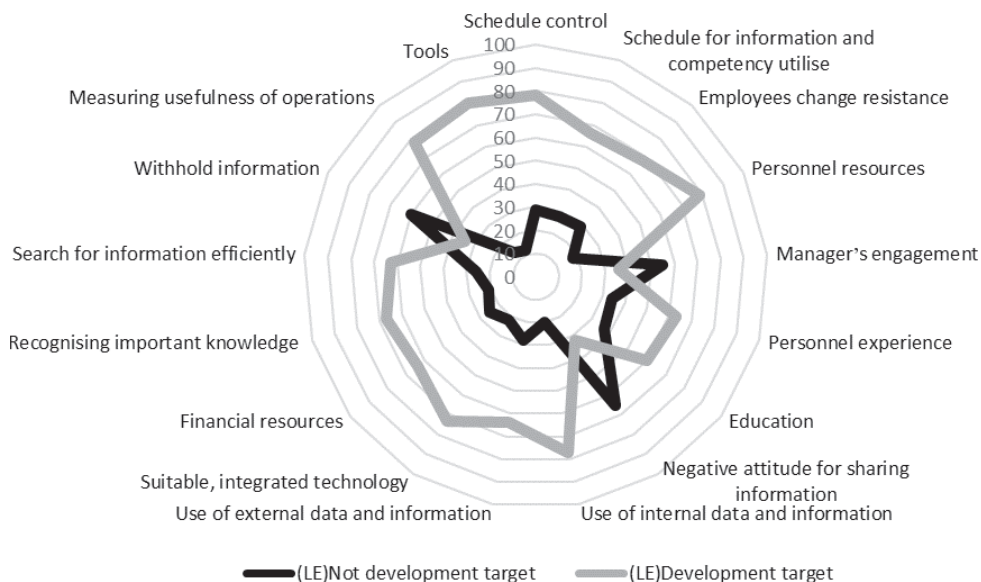 Schedule control
Schedule for information and
competency utilise
Employees change resistance
Personnel resources
Manager's engagement
Personnel experience
Education
Negative attitude for sharing
information
Use of internal data and information
Use of external data and information
Suitable, integrated technology
Financial resources
Recognising important knowledge
Search for information efficiently
Withhold information
Measuring usefulness of operations
Tools
100
90
80
70
60
50
40
30
20
10
0
(LE)Not development target
(LE)Development target